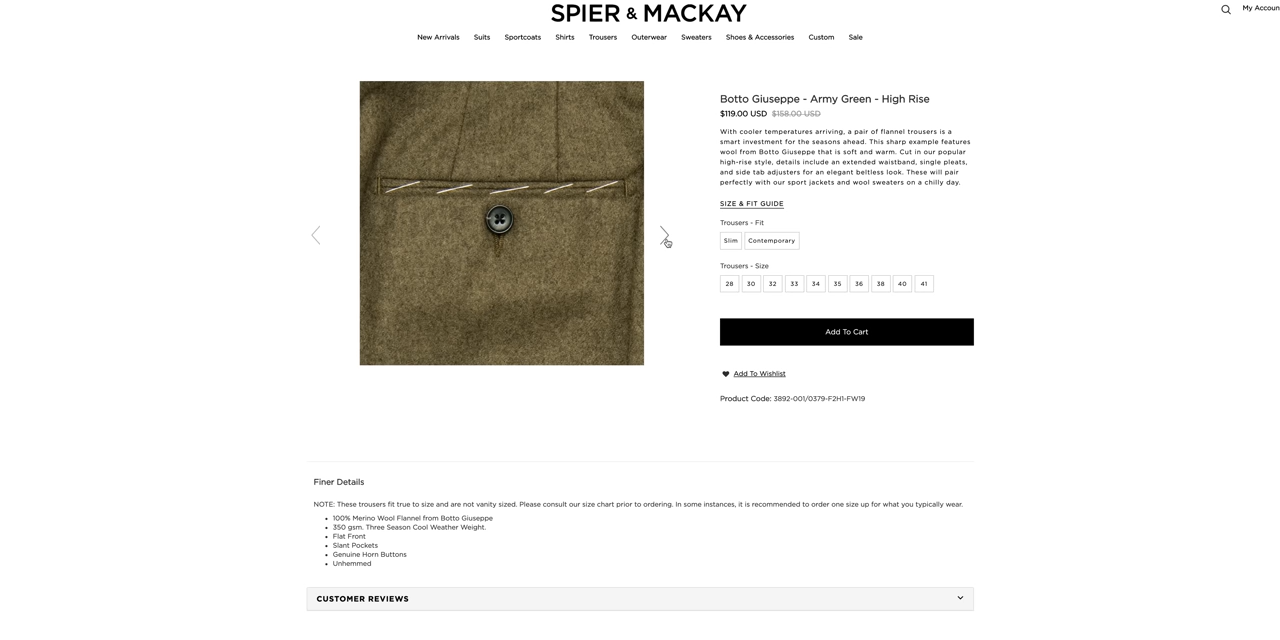 SPIER & MACKAY
My Accoun
New Arrivals Suits Sportcoats Shirts Trousers Outerwear Sweaters Shoes & Accessories Custom Sale
Botto Giuseppe - Army Green - High Rise
$119.00 USD $158.00 USD
With cooler temperatures arriving, a pair of flannel trousers is a
smart investment for the seasons ahead. This sharp example features
wool from Botto Giuseppe that is soft and warm. Cut in our popular
high-rise style, details include an extended waistband, single pleats,
and side tab adjusters for an elegant beltless look. These will pair
perfectly with our sport jackets and wool sweaters on a chilly day.
SIZE & FIT GUIDE
Trousers - Fit
Slim Contemporary
Trousers - Size
28 30 32 33 34 35 36 38 40 41
Add To Cart
Add To Wishlist
Product Code: 3892-001/0379-F2H1-FW19
Finer Details
NOTE: These trousers fit true to size and are not vanity sized. Please consult our size chart prior to ordering. In some instances, it is recommended to order one size up for what you typically wear.
100% Merino Wool Flannel from Botto Giuseppe
350 gsm. Three Season Cool Weather Weight.
Flat Front
Slant Pockets
Genuine Horn Buttons
Unhemmed
CUSTOMER REVIEWS